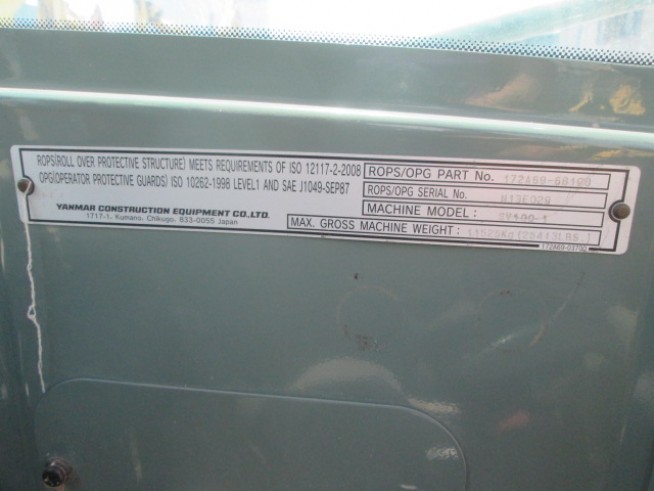 ROPS(ROLL OVER PROTECTIVE STRUCTURE) MEETS REQUIREMENTS OF ISO 12117-2-2008
OPG(OPERATOR PROTECTIVE GUARDS) ISO 10262-1998 LEVEL1 AND SAE J1049-SEP87
YANMAR CONSTRUCTION EQUIPMENT CO.,LTD.
1717-1, Kumano, Chikugo, 833-0055 Japan
ROPS/OPG PART No.
ROPS/OPG SERIAL No.
MACHINE MODEL : SV100-1
MAX. GROSS MACHINE WEIGHT :